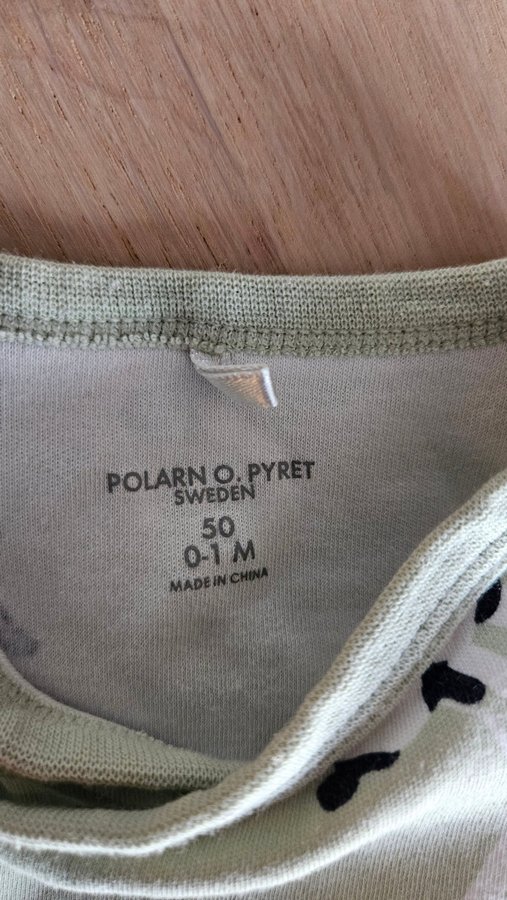 POLARN O. PYRET
SWEDEN
50
0-1 M
MADE IN CHINA